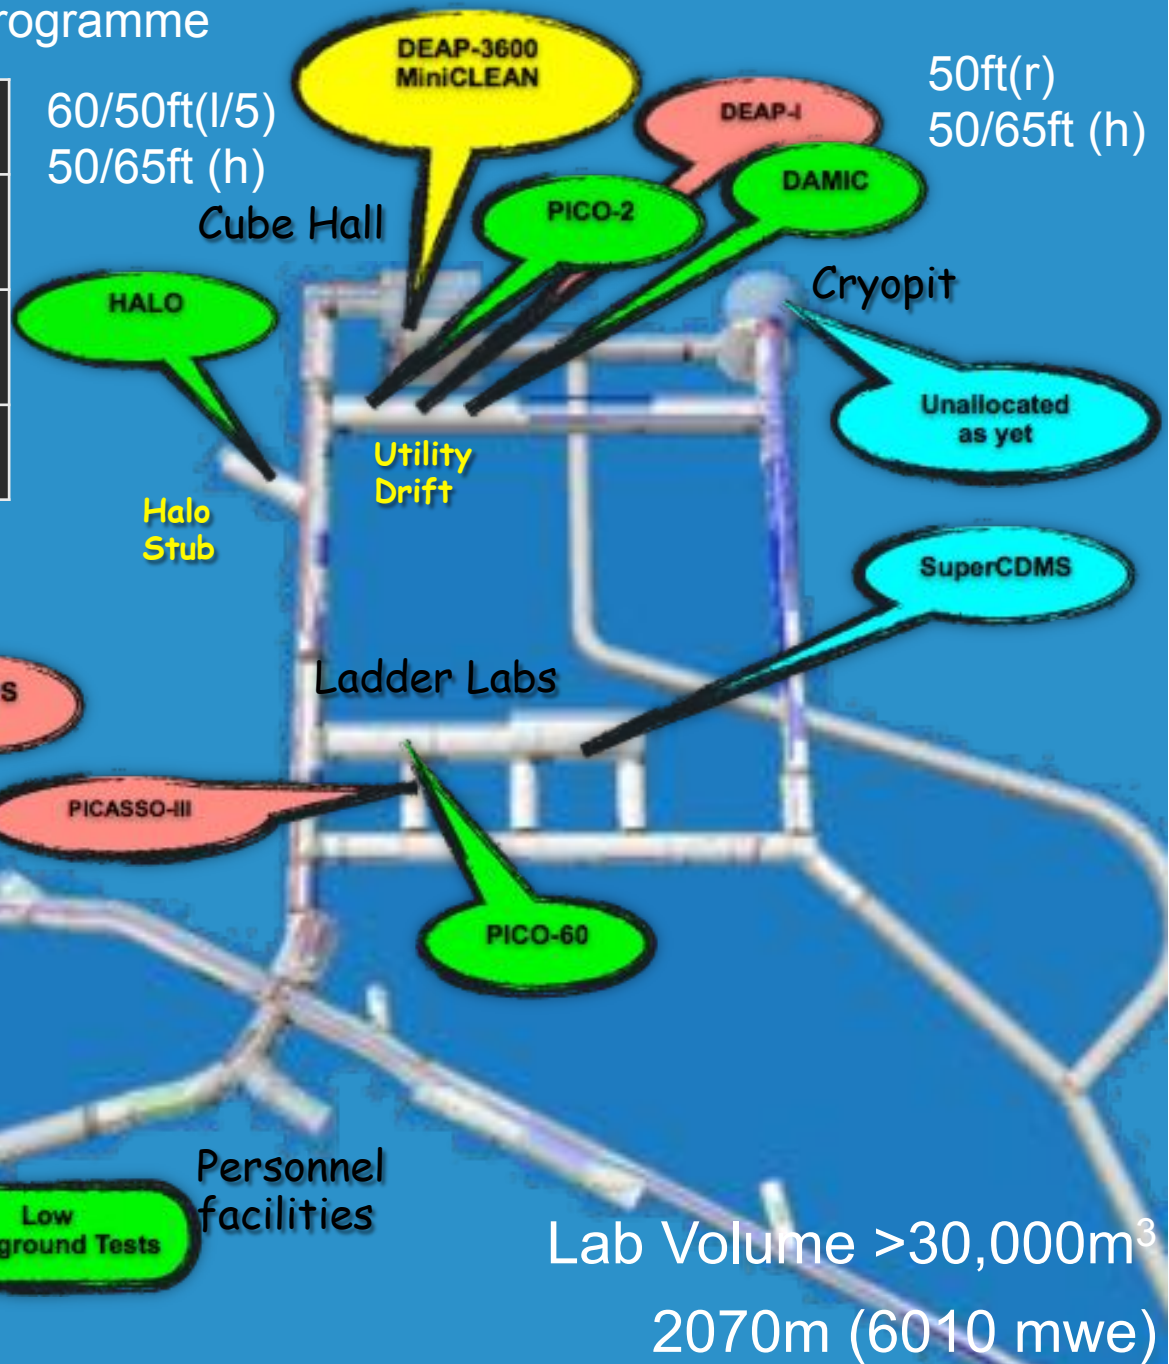 rogramme
DEAP-3600
MiniCLEAN
60/50ft(l/5)
50/65ft (h)
50ft(r)
50/65ft (h)
DEAP-I
DAMIC
PICO-2
Cube Hall
Cryopit
HALO
Unallocated
as yet
Utility
Drift
Halo
Stub
SuperCDMS
Ladder Labs
S
PICASSO-III
PICO-60
Personnel
facilities
Low
ground Tests
Lab Volume >30,000m³
2070m (6010 mwe)